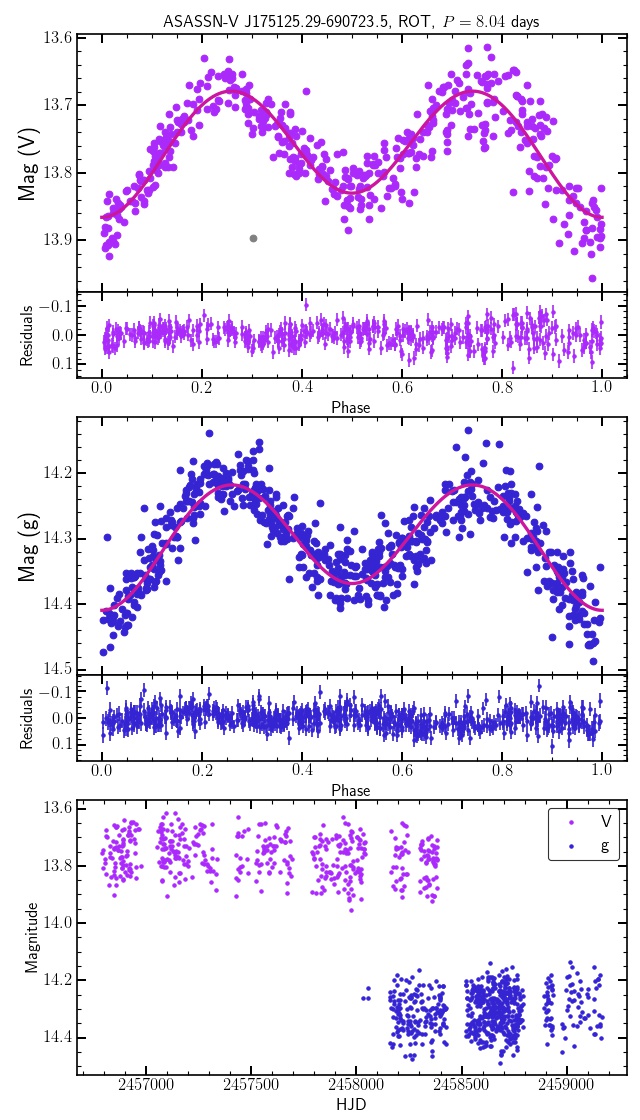 ASASSN-V J175125.29-690723.5, ROT, P = 8.04 days
13.6
13.7
13.8
13.9
Mag (V)
−0.1
0.0
0.1
Residuals
0.0 0.2 0.4 0.6 0.8 1.0
Phase
14.2
14.3
14.4
14.5
Mag (g)
−0.1
0.0
0.1
Residuals
0.0 0.2 0.4 0.6 0.8 1.0
Phase
13.6
13.8
14.0
14.2
14.4
Magnitude
V
g
2457000 2457500 2458000 2458500 2459000
HJD